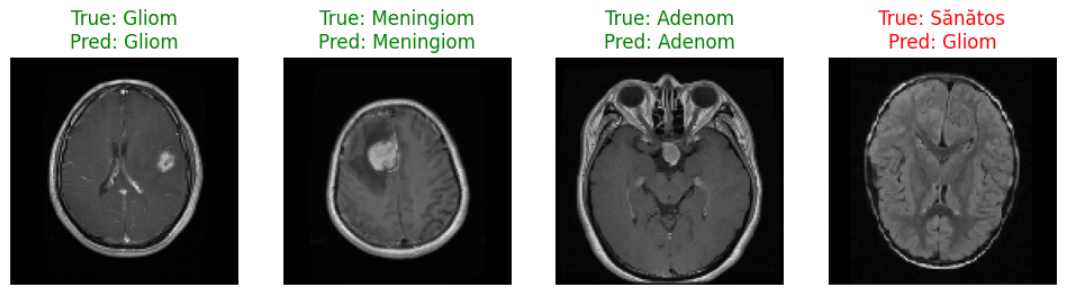 True: Gliom
Pred: Gliom
True: Meningiom
Pred: Meningiom
True: Adenom
Pred: Adenom
True: Sănătos
Pred: Gliom